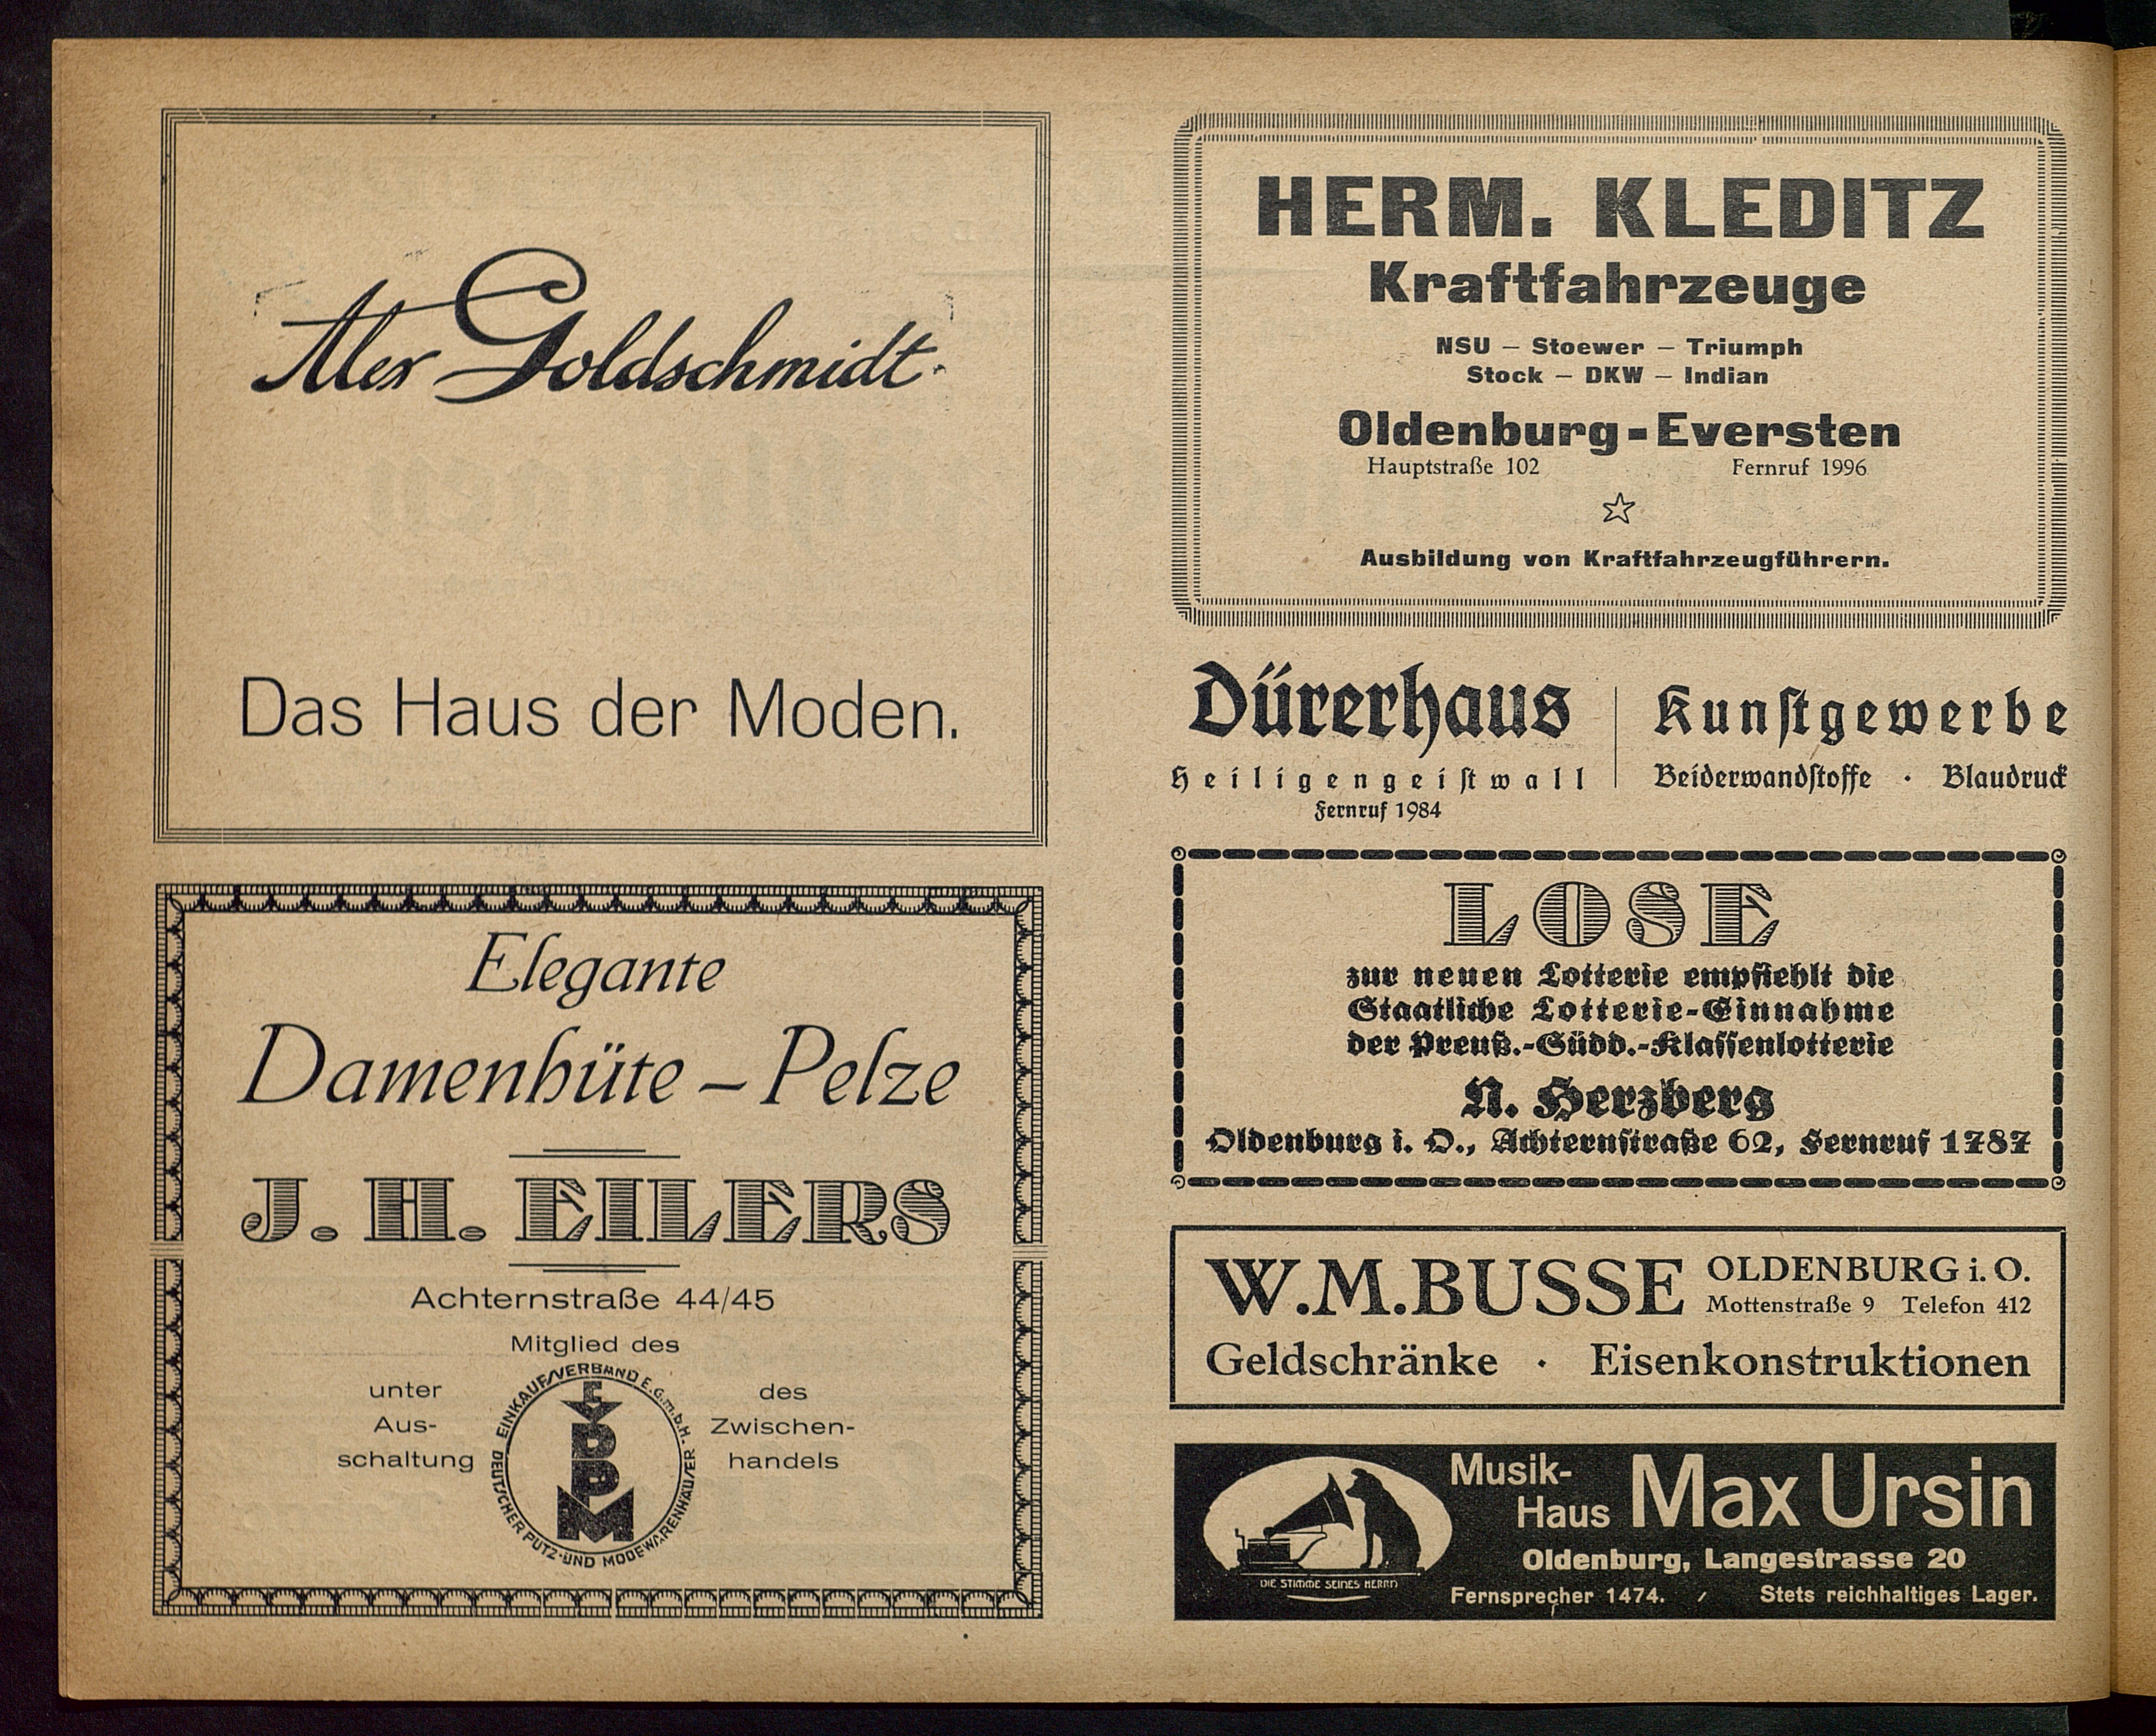 Alex Goldschmidt.
Das Haus der Moden.
Elegante
Damenhüte – Pelze
J. H. EILERS
Achternstraße 44/45
Mitglied des
unter
Aus-
schaltung
EINKAUFSVERBAND E.G.m.b.H.
DEUTSCHER PUTZ- UND MODEWARENHÄUSER
E
V
D
P
M
des
Zwischen-
handels
HERM. KLEDITZ
Kraftfahrzeuge
NSU – Stoewer – Triumph
Stock – DKW – Indian
Oldenburg-Eversten
Hauptstraße 102 Fernruf 1996
Ausbildung von Kraftfahrzeugführern.
Dürerhaus
Heiligengeiſtwall
Fernruf 1984
Kunſtgewerbe
Beiderwandſtoffe · Blaudruck
LOSE
zur neuen Lotterie empfiehlt die
Staatliche Lotterie-Einnahme
der Preuß.-Südd.-Klaſſenlotterie
N. Herzberg
Oldenburg i. O., Achternſtraße 62, Fernruf 1787
W. M. BUSSE OLDENBURG i. O.
Mottenstraße 9 Telefon 412
Geldschränke · Eisenkonstruktionen
Musik-
Haus Max Ursin
Oldenburg, Langestrasse 20
DIE STIMME SEINES HERRN
Fernsprecher 1474. / Stets reichhaltiges Lager.